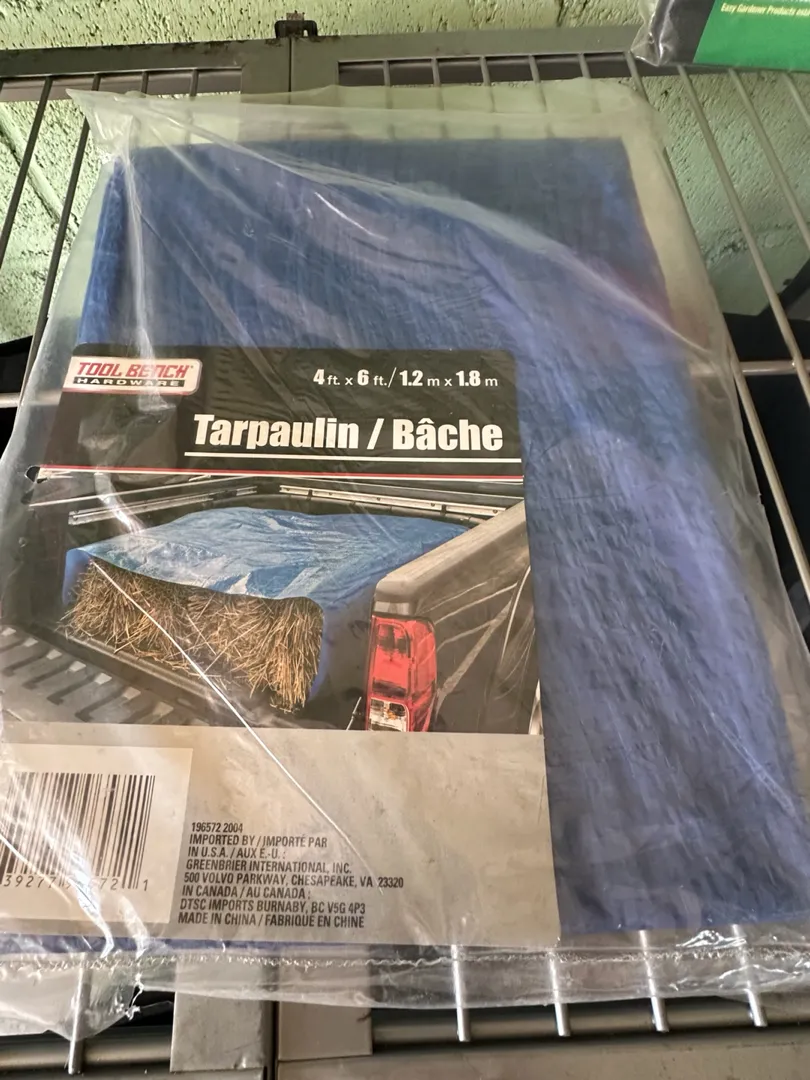 Easy Gardener Products
TOOL BENCH
HARDWARE
4 ft. x 6 ft. / 1.2 m x 1.8 m
Tarpaulin / Bâche
196572 2004
IMPORTED BY / IMPORTÉ PAR
IN U.S.A. / AUX É.-U. :
GREENBRIER INTERNATIONAL, INC.
500 VOLVO PARKWAY, CHESAPEAKE, VA 23320
IN CANADA / AU CANADA :
DTSC IMPORTS BURNABY, BC V5G 4P3
MADE IN CHINA / FABRIQUÉ EN CHINE